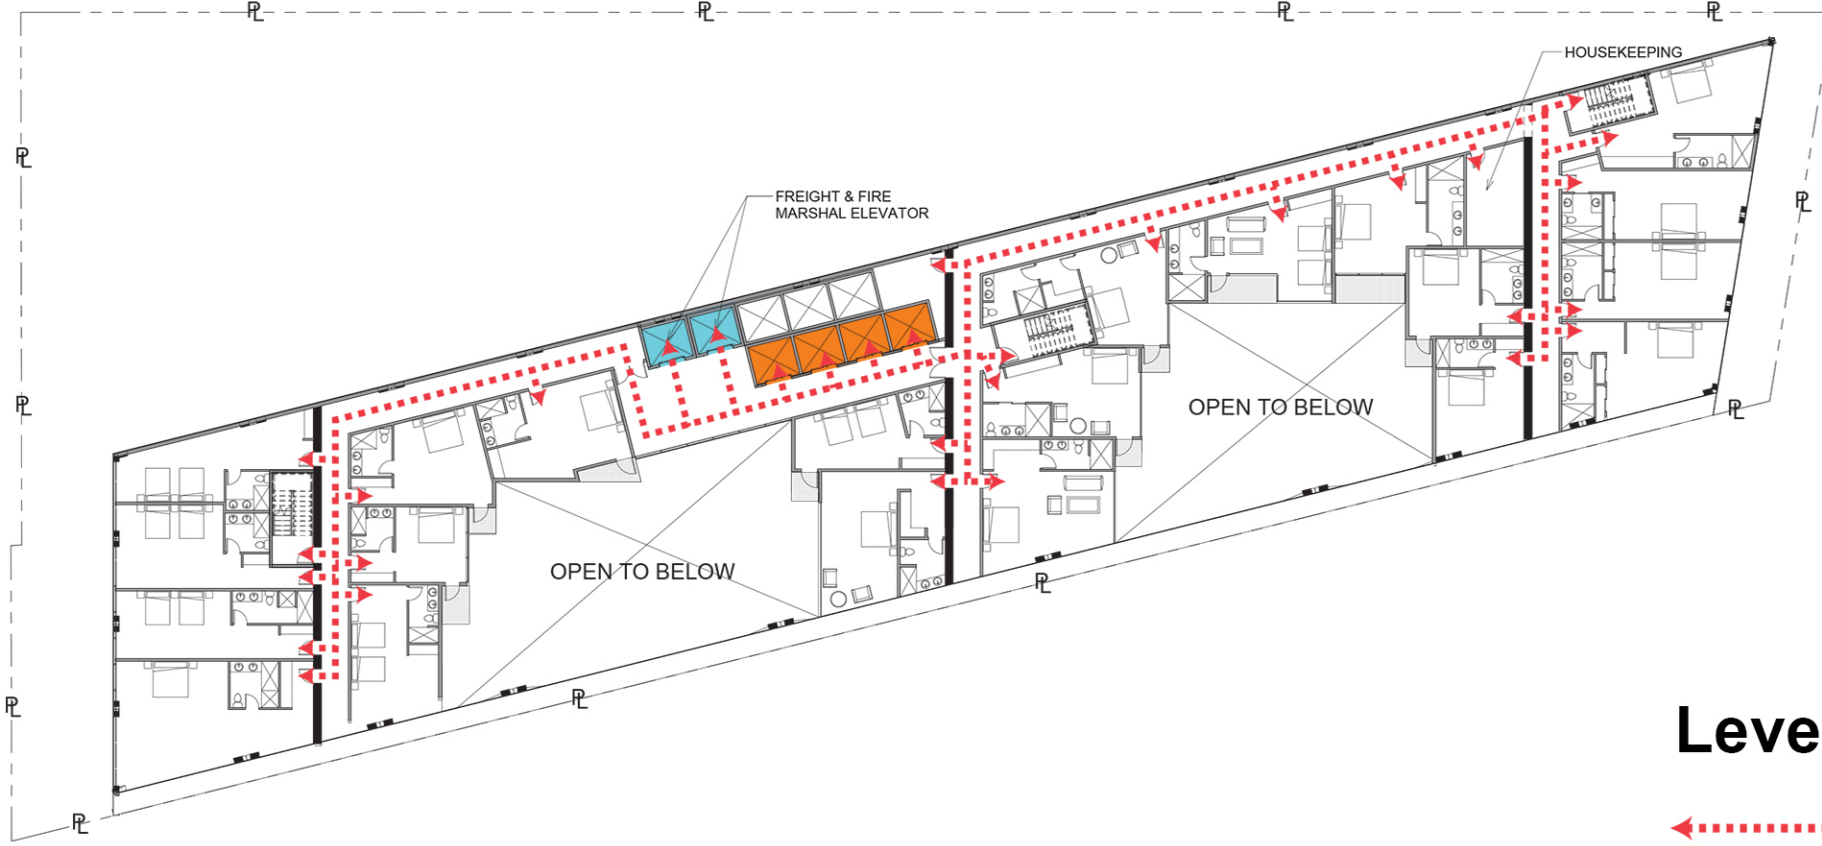 PL PL PL PL
HOUSEKEEPING
PL
FREIGHT & FIRE
MARSHAL ELEVATOR
PL
PL
OPEN TO BELOW
PL
OPEN TO BELOW
PL
PL
PL
Leve
PL